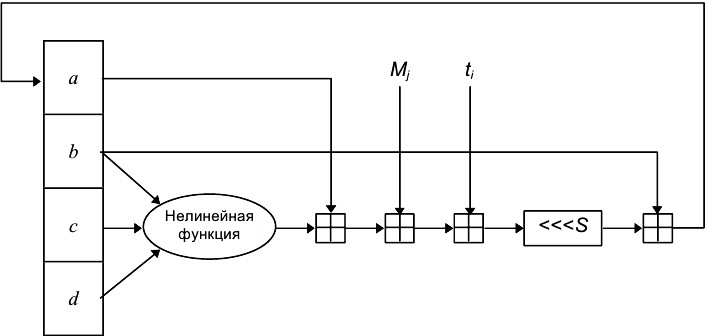 a
M_j
t_i
b
c
Нелинейная
функция
<<<S
d